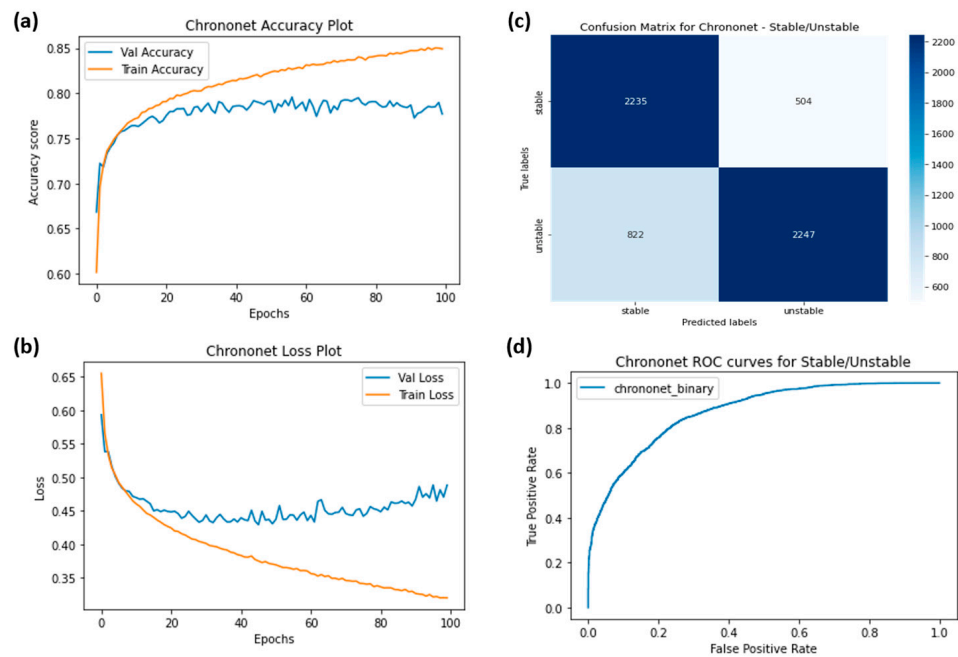 (a)
Chrononet Accuracy Plot
Val Accuracy
Train Accuracy
0.85
0.80
0.75
0.70
0.65
0.60
Accuracy score
0
20
40
60
80
100
Epochs
(b)
Chrononet Loss Plot
Val Loss
Train Loss
0.65
0.60
0.55
0.50
0.45
0.40
0.35
Loss
0
20
40
60
80
100
Epochs
(c)
Confusion Matrix for Chrononet - Stable/Unstable
True labels
stable
unstable
2235
504
822
2247
stable
unstable
Predicted labels
2200
2000
1800
1600
1400
1200
1000
800
600
(d)
Chrononet ROC curves for Stable/Unstable
chrononet_binary
1.0
0.8
0.6
0.4
0.2
0.0
True Positive Rate
0.0
0.2
0.4
0.6
0.8
1.0
False Positive Rate